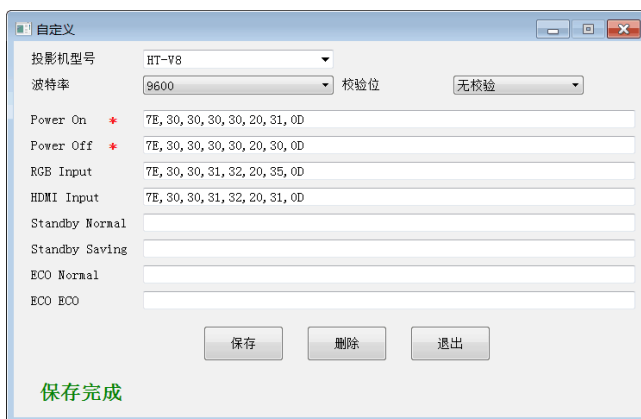 自定义
投影机型号 HT-V8
波特率 9600 校验位 无校验
Power On * 7E, 30, 30, 30, 30, 20, 31, 0D
Power Off * 7E, 30, 30, 30, 30, 20, 30, 0D
RGB Input 7E, 30, 30, 31, 32, 20, 35, 0D
HDMI Input 7E, 30, 30, 31, 32, 20, 31, 0D
Standby Normal
Standby Saving
ECO Normal
ECO ECO
保存 删除 退出
保存完成